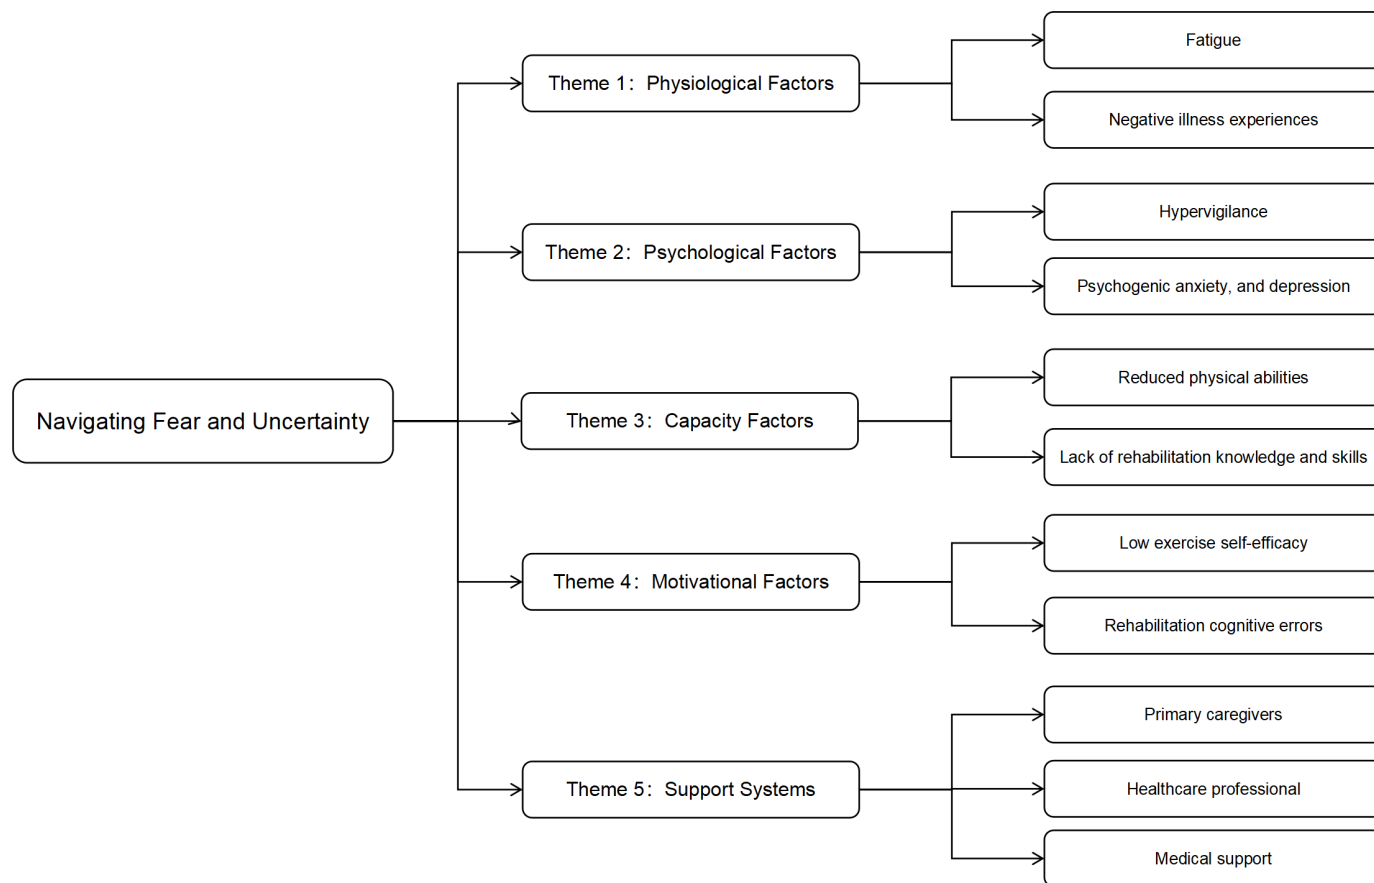 Navigating Fear and Uncertainty
Theme 1：Physiological Factors
Fatigue
Negative illness experiences
Theme 2：Psychological Factors
Hypervigilance
Psychogenic anxiety, and depression
Theme 3：Capacity Factors
Reduced physical abilities
Lack of rehabilitation knowledge and skills
Theme 4：Motivational Factors
Low exercise self-efficacy
Rehabilitation cognitive errors
Theme 5：Support Systems
Primary caregivers
Healthcare professional
Medical support